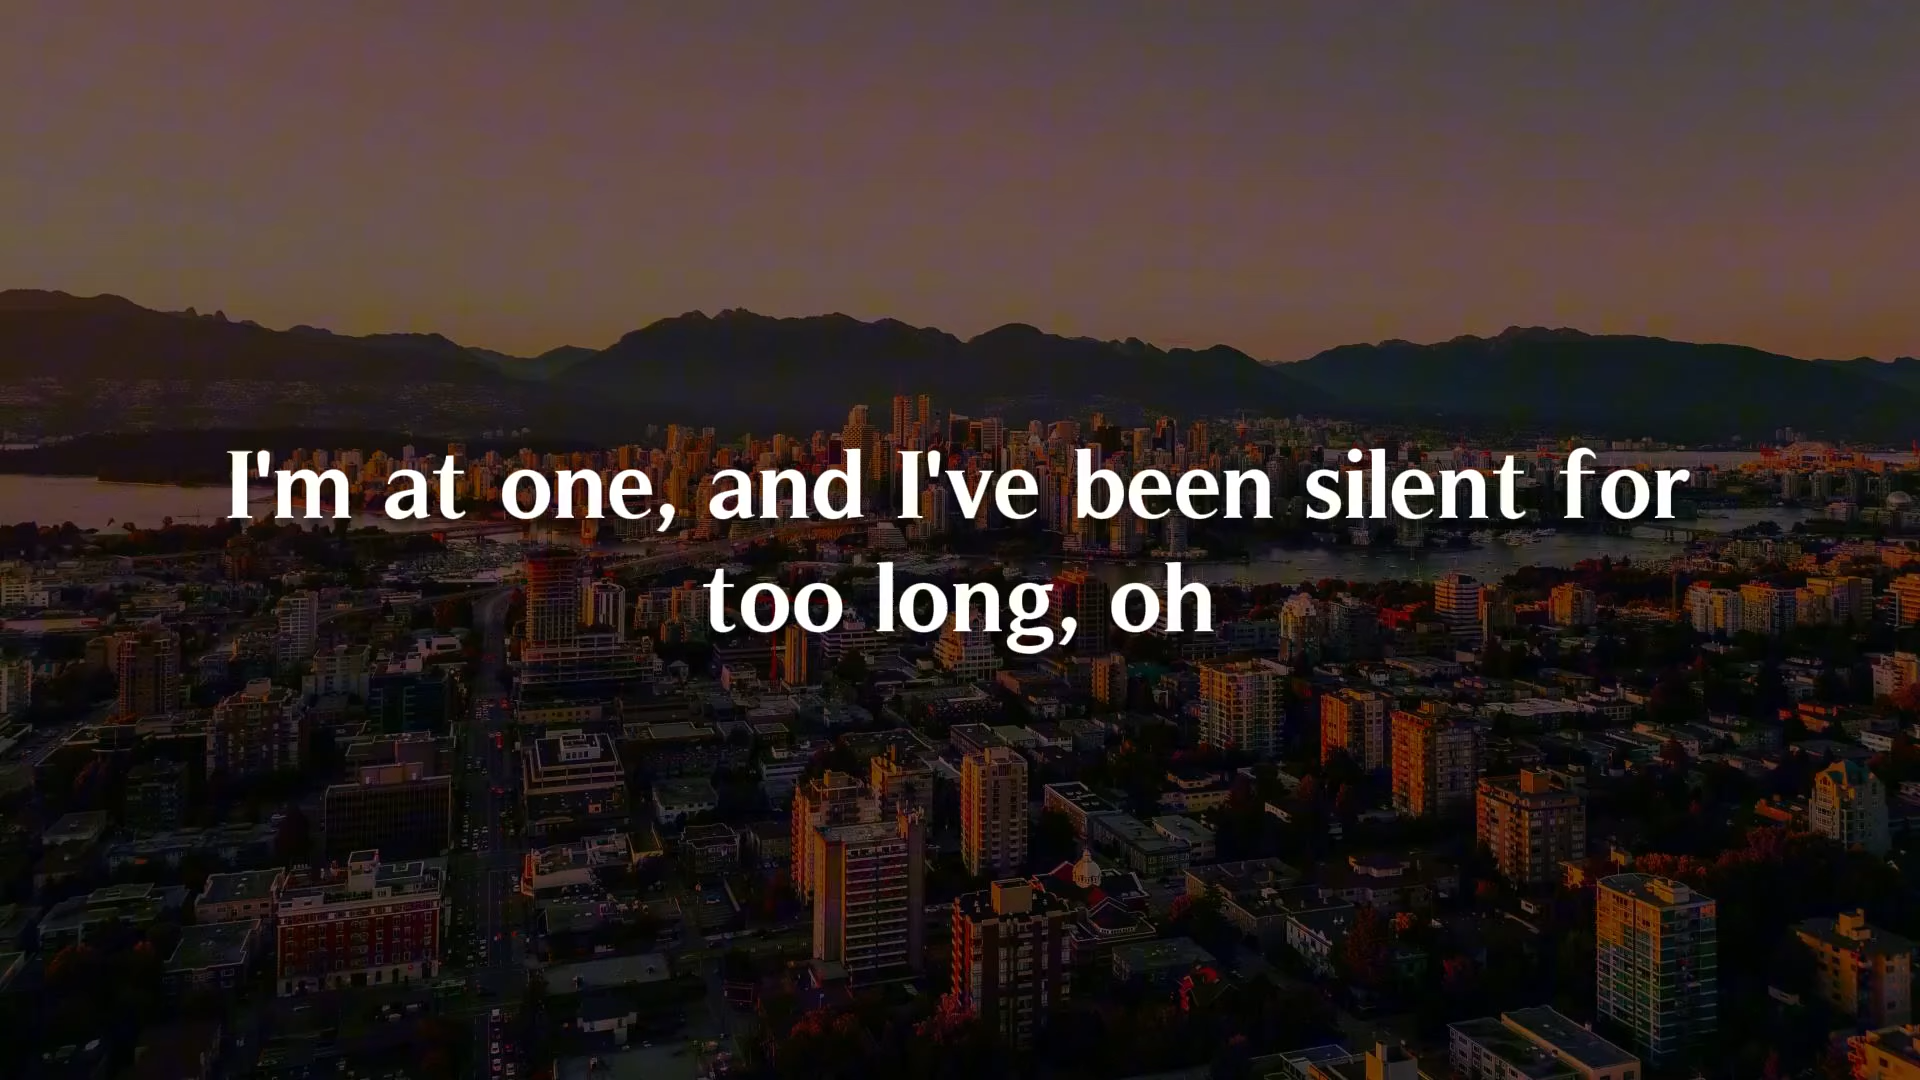 I'm at one, and I've been silent for
too long, oh